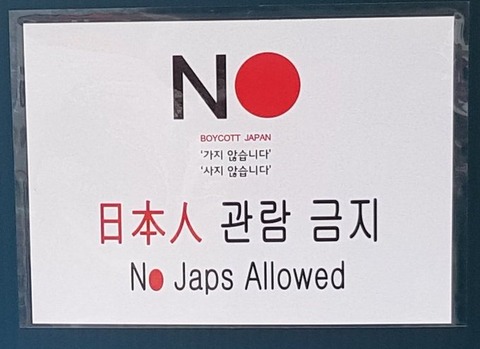 NO
BOYCOTT JAPAN
'가지 않습니다'
'사지 않습니다'
日本人 관람 금지
No Japs Allowed